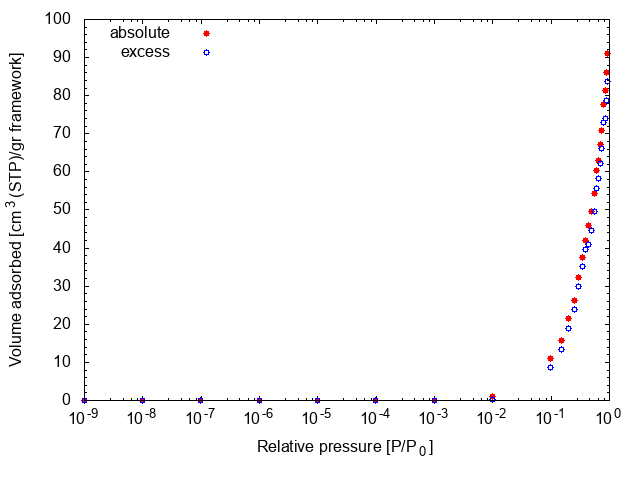 absolute
excess
100
90
80
70
60
50
40
30
20
10
0
Volume adsorbed [cm³(STP)/gr framework]
10⁻⁹ 10⁻⁸ 10⁻⁷ 10⁻⁶ 10⁻⁵ 10⁻⁴ 10⁻³ 10⁻² 10⁻¹ 10⁰
Relative pressure [P/P₀]